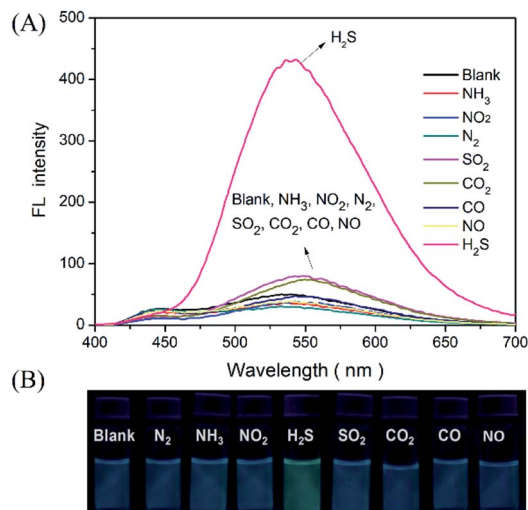 (A)
500
400
300
200
100
0
FL intensity
H₂S
Blank
NH₃
NO₂
N₂
SO₂
CO₂
CO
NO
H₂S
Blank, NH₃, NO₂, N₂,
SO₂, CO₂, CO, NO
400 450 500 550 600 650 700
Wavelength ( nm )
(B)
Blank N₂ NH₃ NO₂ H₂S SO₂ CO₂ CO NO